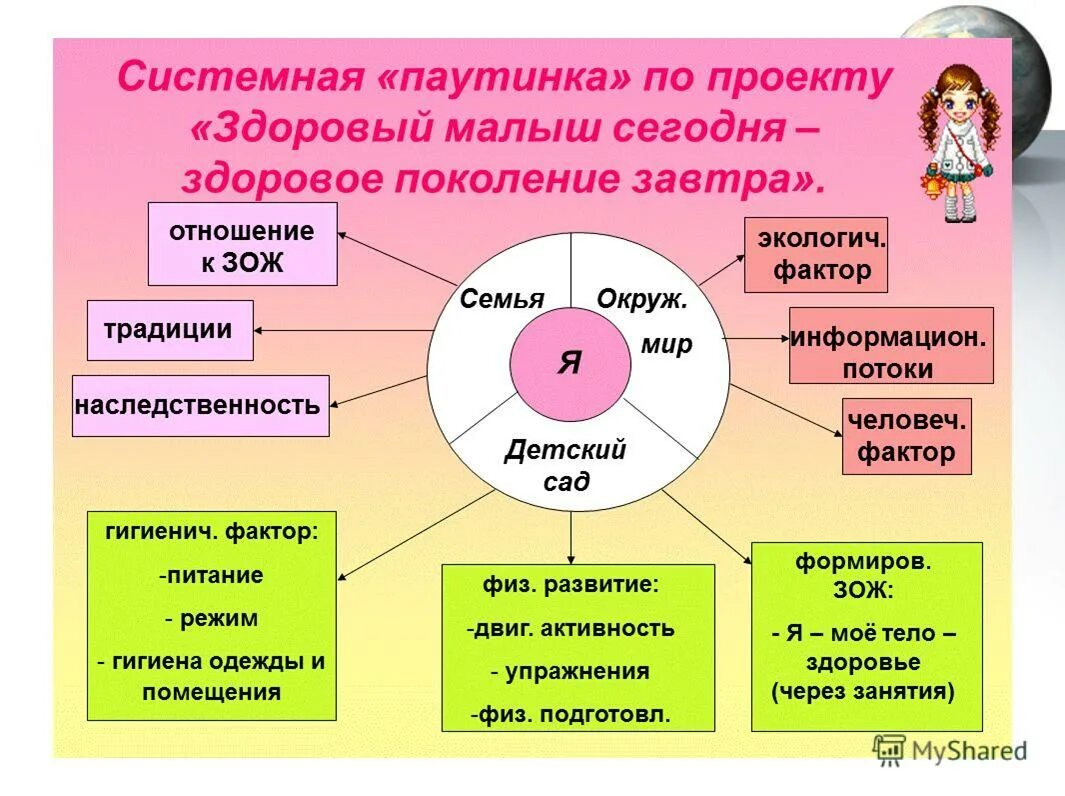 Системная «паутинка» по проекту
«Здоровый малыш сегодня –
здоровое поколение завтра».
отношение
к ЗОЖ
традиции
наследственность
Семья
Окруж.
мир
Я
Детский
сад
экологич.
фактор
информацион.
потоки
человеч.
фактор
гигиенич. фактор:
-питание
- режим
- гигиена одежды и
помещения
физ. развитие:
-двиг. активность
- упражнения
-физ. подготовл.
формиров.
ЗОЖ:
- Я – моё тело –
здоровье
(через занятия)
MyShared